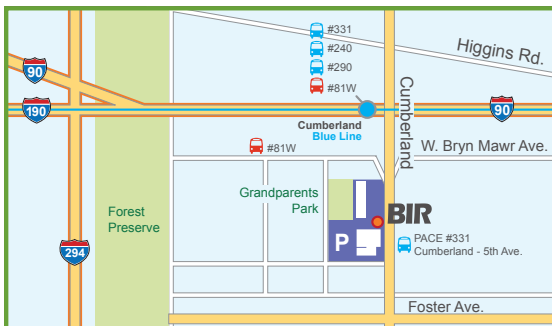 #331
#240
#290
#81W
Higgins Rd.
90
190
90
Cumberland
Cumberland
Blue Line
#81W
W. Bryn Mawr Ave.
Grandparents
Park
Forest
Preserve
BIR
P
PACE #331
Cumberland - 5th Ave.
294
Foster Ave.